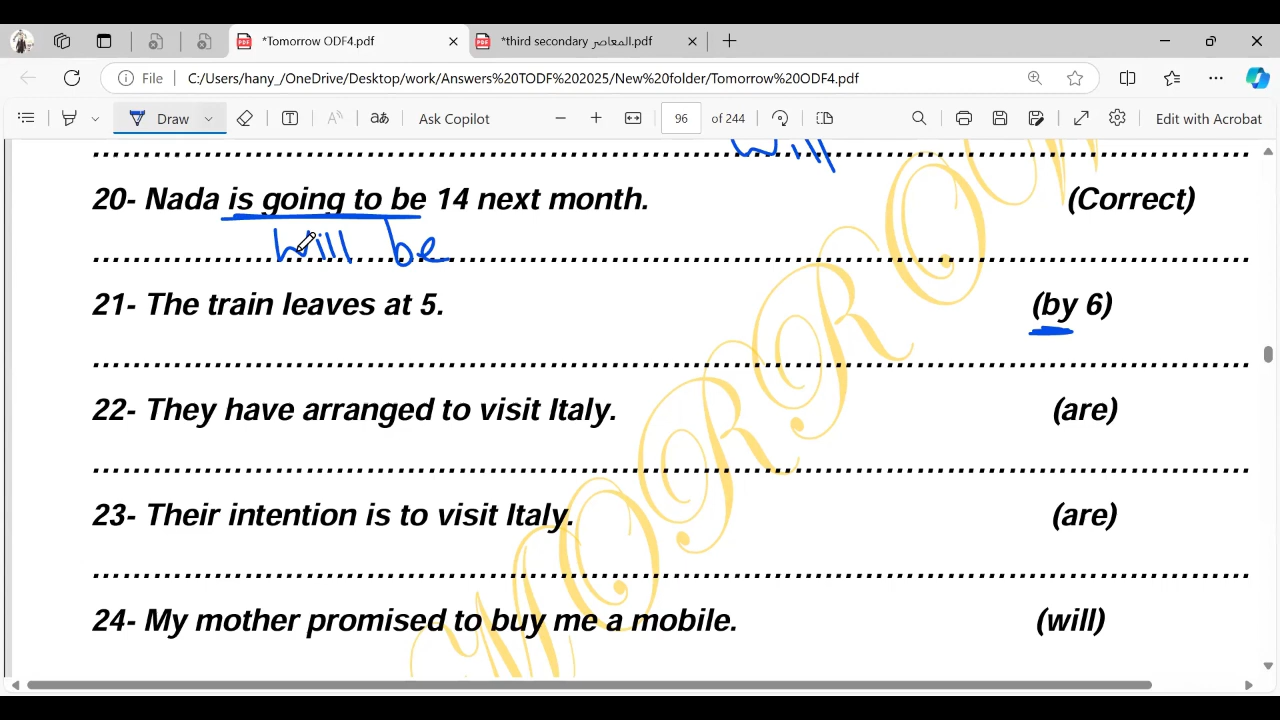 *Tomorrow ODF4.pdf
*third secondary المعاصر.pdf
File C:/Users/hany_/OneDrive/Desktop/work/Answers%20TODF%202025/New%20folder/Tomorrow%20ODF4.pdf
Draw Ask Copilot 96 of 244 Edit with Acrobat
will
20- Nada is going to be 14 next month. (Correct)
will be
21- The train leaves at 5. (by 6)
22- They have arranged to visit Italy. (are)
23- Their intention is to visit Italy. (are)
24- My mother promised to buy me a mobile. (will)